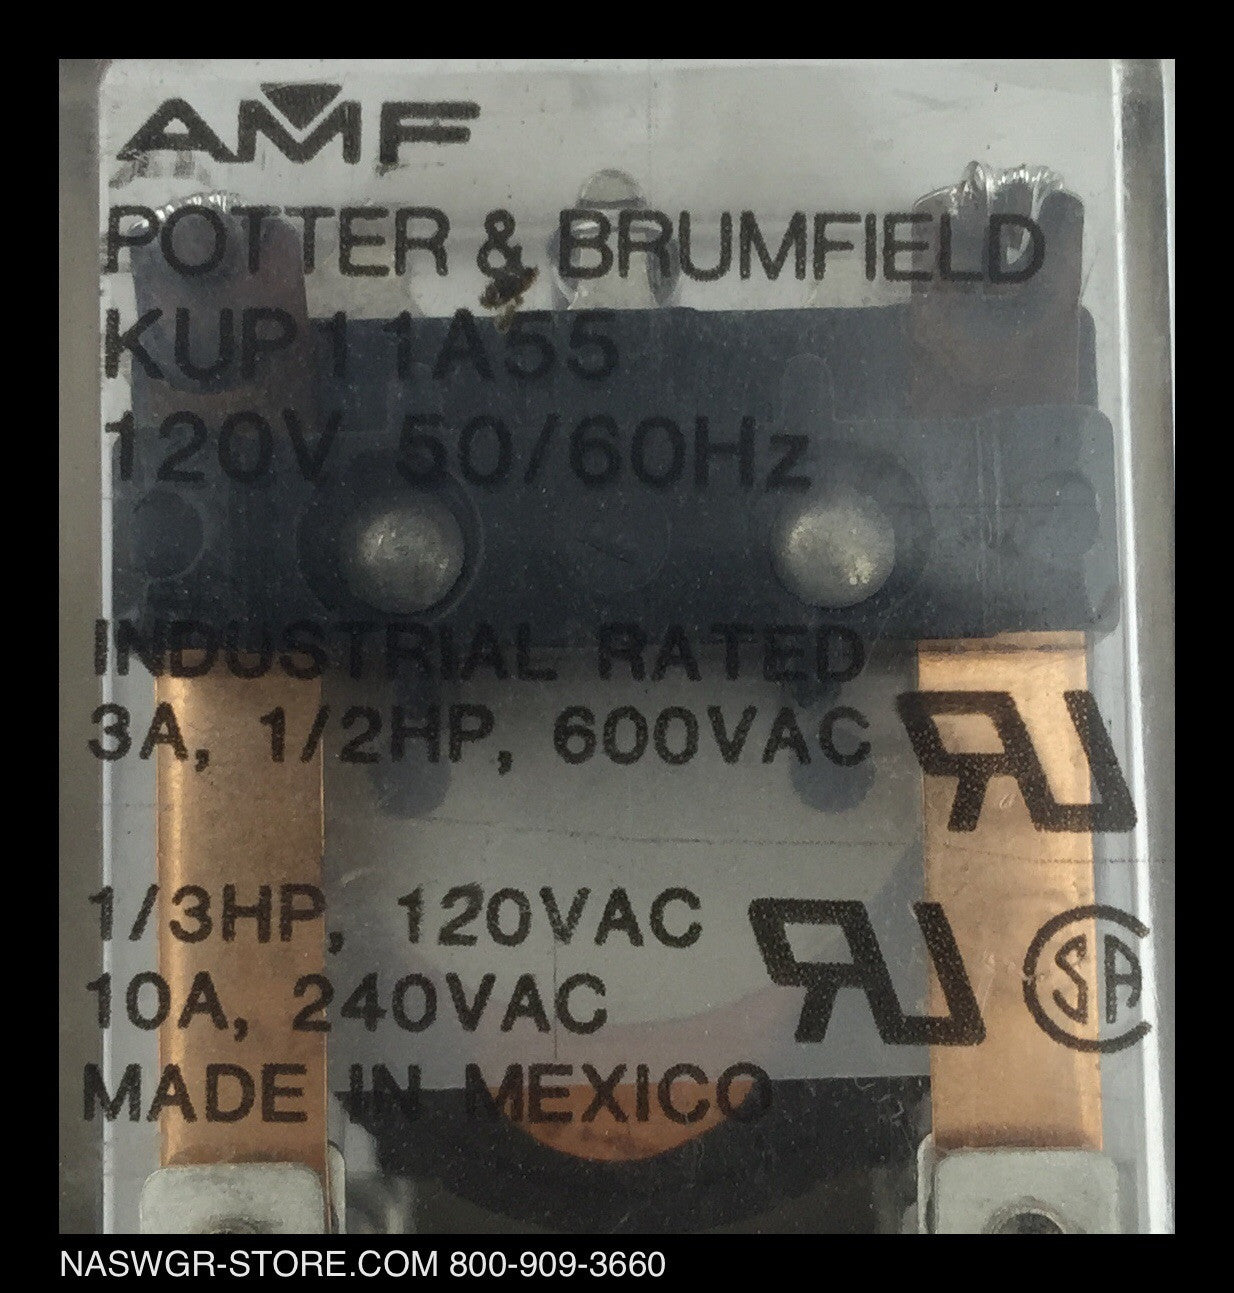 AMF
POTTER & BRUMFIELD
KUP11A55
120V 50/60Hz
INDUSTRIAL RATED
3A, 1/2HP, 600VAC
1/3HP, 120VAC
10A, 240VAC
MADE IN MEXICO
NASWGR-STORE.COM 800-909-3660